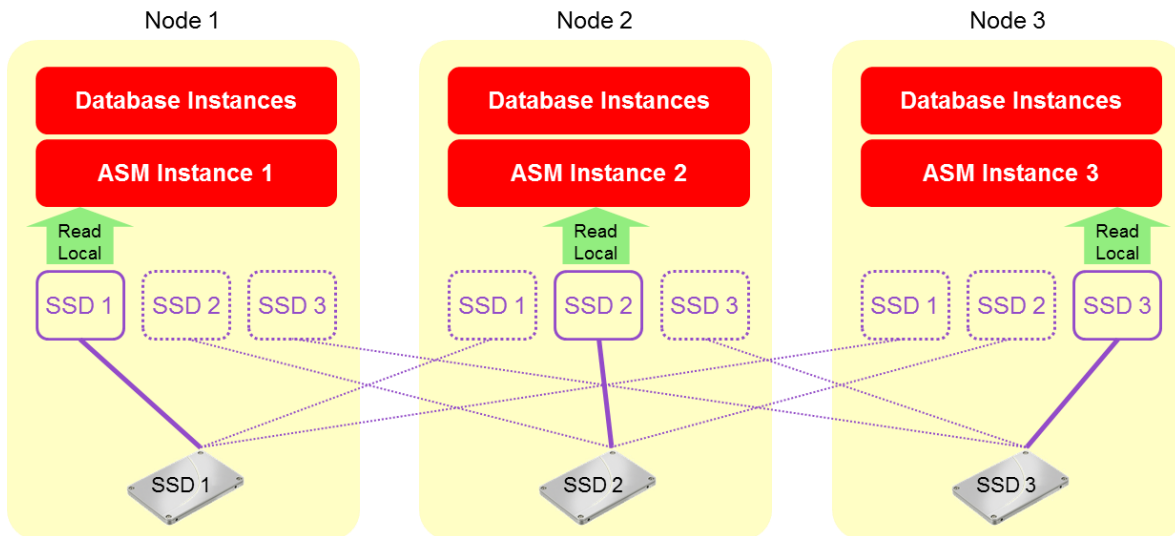 Node 1
Node 2
Node 3
Database Instances
Database Instances
Database Instances
ASM Instance 1
ASM Instance 2
ASM Instance 3
Read
Local
Read
Local
Read
Local
SSD 1
SSD 2
SSD 3
SSD 1
SSD 2
SSD 3
SSD 1
SSD 2
SSD 3
SSD 1
SSD 2
SSD 3